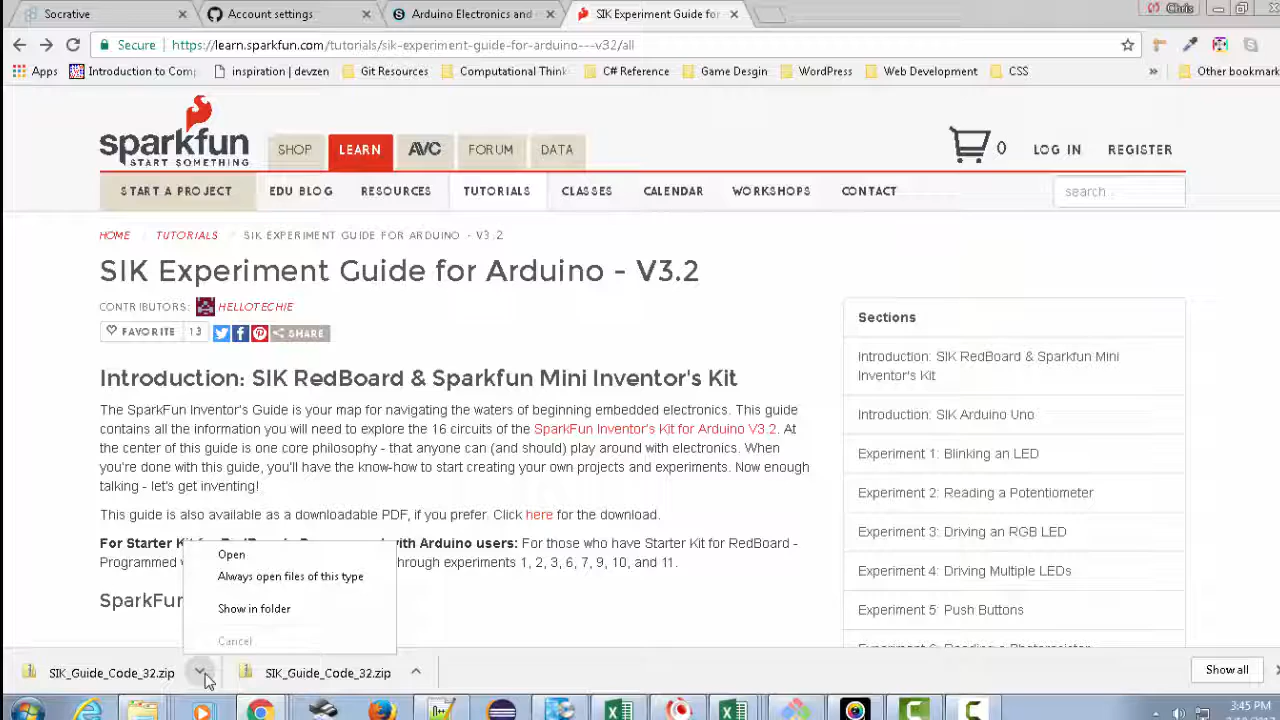 Socrative
Account settings
Arduino Electronics and
SIK Experiment Guide for
Chris
Secure
https://learn.sparkfun.com/tutorials/sik-experiment-guide-for-arduino---v32/all
Apps
Introduction to Com
inspiration | devzen
Git Resources
Computational Think
C# Reference
Game Desgin
WordPress
Web Development
CSS
»
Other bookmark
sparkfun
START SOMETHING
SHOP
LEARN
AVC
FORUM
DATA
0
LOG IN
REGISTER
START A PROJECT
EDU BLOG
RESOURCES
TUTORIALS
CLASSES
CALENDAR
WORKSHOPS
CONTACT
search...
HOME / TUTORIALS / SIK EXPERIMENT GUIDE FOR ARDUINO - V3.2
SIK Experiment Guide for Arduino - V3.2
CONTRIBUTORS: HELLOTECHIE
FAVORITE 13
SHARE
Introduction: SIK RedBoard & Sparkfun Mini Inventor's Kit
The SparkFun Inventor's Guide is your map for navigating the waters of beginning embedded electronics. This guide
contains all the information you will need to explore the 16 circuits of the SparkFun Inventor's Kit for Arduino V3.2. At
the center of this guide is one core philosophy - that anyone can (and should) play around with electronics. When
you're done with this guide, you'll have the know-how to start creating your own projects and experiments. Now enough
talking - let's get inventing!
This guide is also available as a downloadable PDF, if you prefer. Click here for the download.
For Starter K with Arduino users: For those who have Starter Kit for RedBoard -
Programmed hrough experiments 1, 2, 3, 6, 7, 9, 10, and 11.
SparkFun
Sections
Introduction: SIK RedBoard & Sparkfun Mini
Inventor's Kit
Introduction: SIK Arduino Uno
Experiment 1: Blinking an LED
Experiment 2: Reading a Potentiometer
Experiment 3: Driving an RGB LED
Experiment 4: Driving Multiple LEDs
Experiment 5: Push Buttons
Open
Always open files of this type
Show in folder
Cancel
SIK_Guide_Code_32.zip
SIK_Guide_Code_32.zip
Show all
3:45 PM